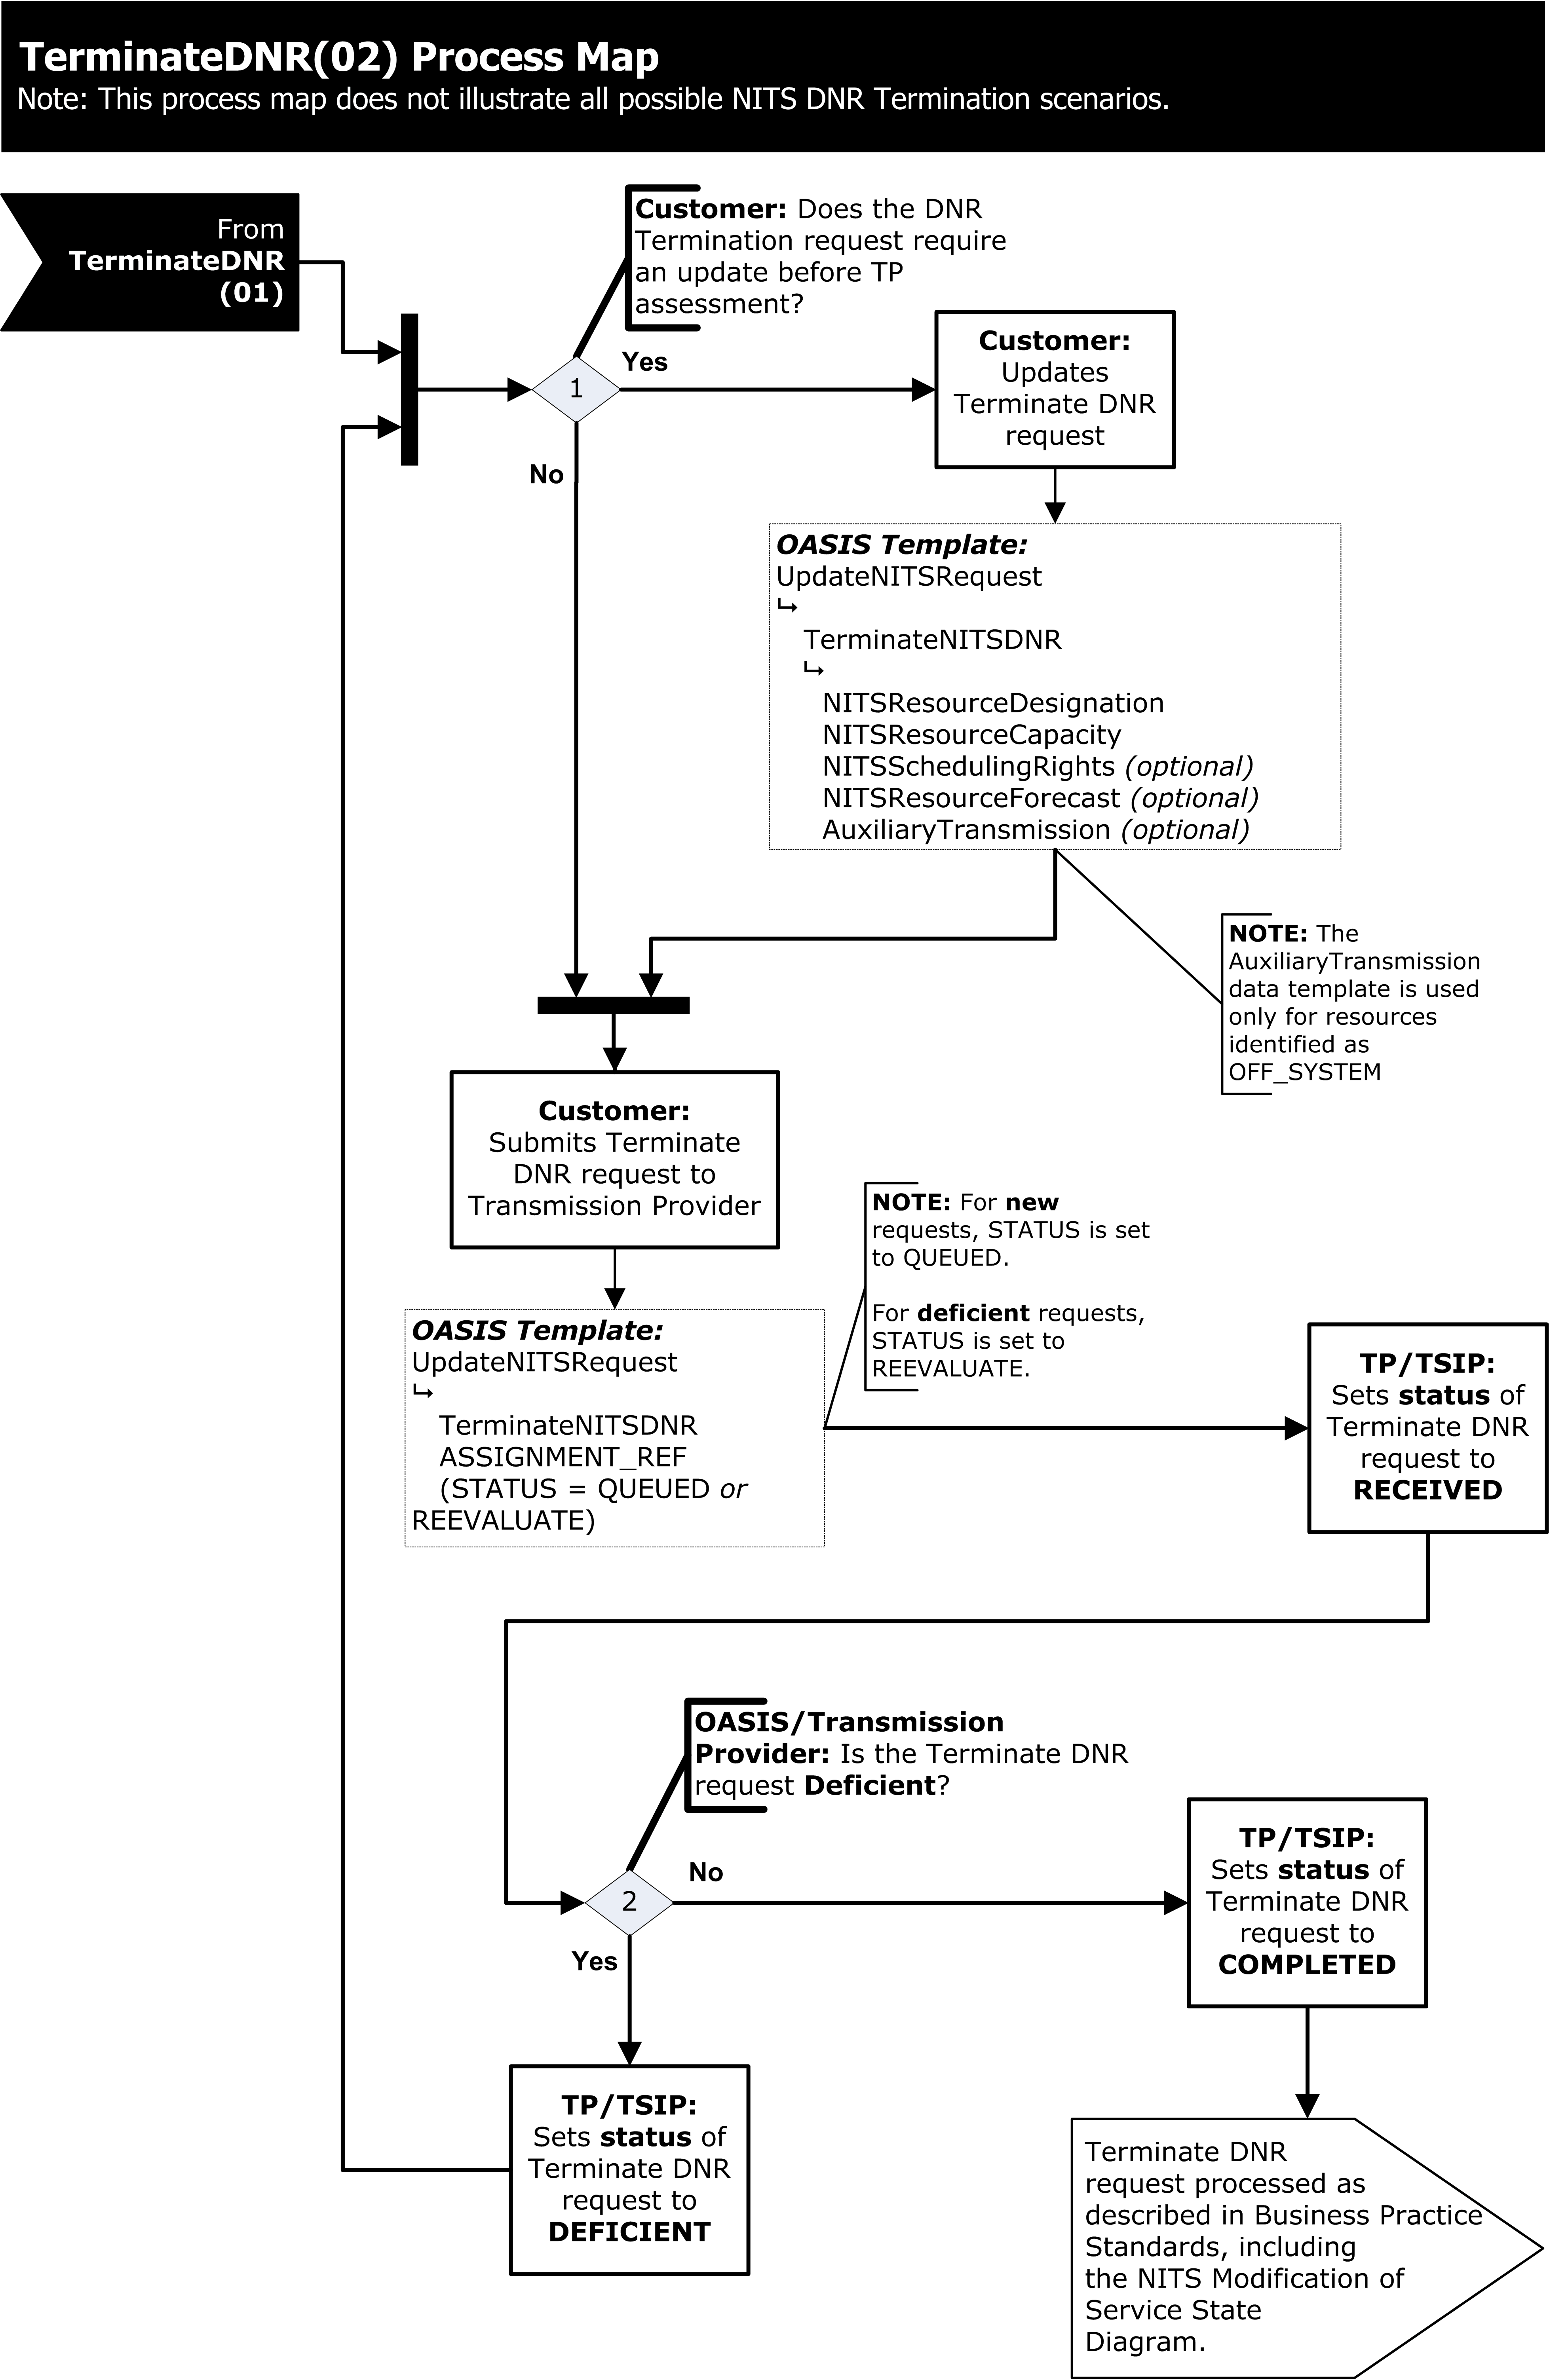 TerminateDNR(02) Process Map
Note: This process map does not illustrate all possible NITS DNR Termination scenarios.
From
TerminateDNR
(01)
Customer: Does the DNR
Termination request require
an update before TP
assessment?
1
Yes
No
Customer:
Updates
Terminate DNR
request
OASIS Template:
UpdateNITSRequest
↳
TerminateNITSDNR
↳
NITSResourceDesignation
NITSResourceCapacity
NITSSchedulingRights (optional)
NITSResourceForecast (optional)
AuxiliaryTransmission (optional)
NOTE: The
AuxiliaryTransmission
data template is used
only for resources
identified as
OFF_SYSTEM
Customer:
Submits Terminate
DNR request to
Transmission Provider
NOTE: For new
requests, STATUS is set
to QUEUED.
For deficient requests,
STATUS is set to
REEVALUATE.
OASIS Template:
UpdateNITSRequest
↳
TerminateNITSDNR
ASSIGNMENT_REF
(STATUS = QUEUED or
REEVALUATE)
TP/TSIP:
Sets status of
Terminate DNR
request to
RECEIVED
OASIS/Transmission
Provider: Is the Terminate DNR
request Deficient?
2
No
Yes
TP/TSIP:
Sets status of
Terminate DNR
request to
COMPLETED
TP/TSIP:
Sets status of
Terminate DNR
request to
DEFICIENT
Terminate DNR
request processed as
described in Business Practice
Standards, including
the NITS Modification of
Service State
Diagram.